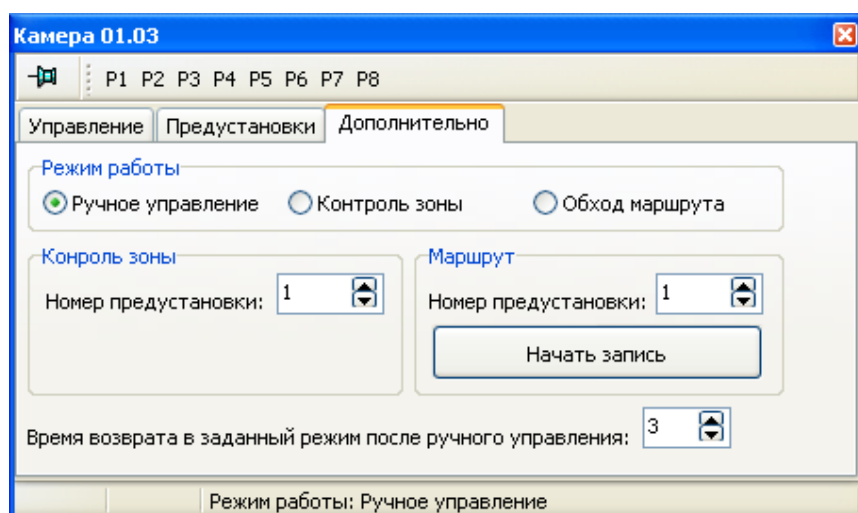 Камера 01.03
P1 P2 P3 P4 P5 P6 P7 P8
Управление Предустановки Дополнительно
Режим работы
Ручное управление Контроль зоны Обход маршрута
Конроль зоны Маршрут
Номер предустановки: 1 Номер предустановки: 1
Начать запись
Время возврата в заданный режим после ручного управления: 3
Режим работы: Ручное управление